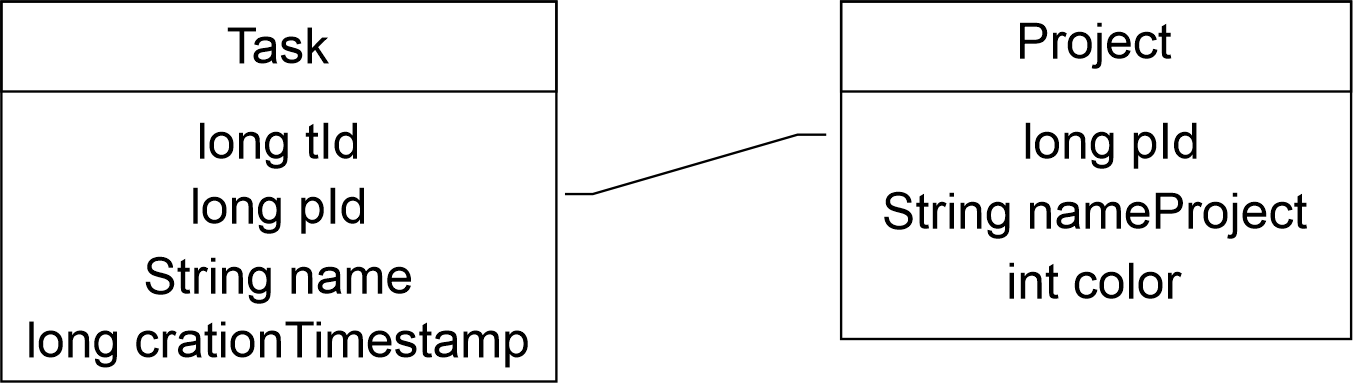 Task
long tId
long pId
String name
long crationTimestamp
Project
long pId
String nameProject
int color